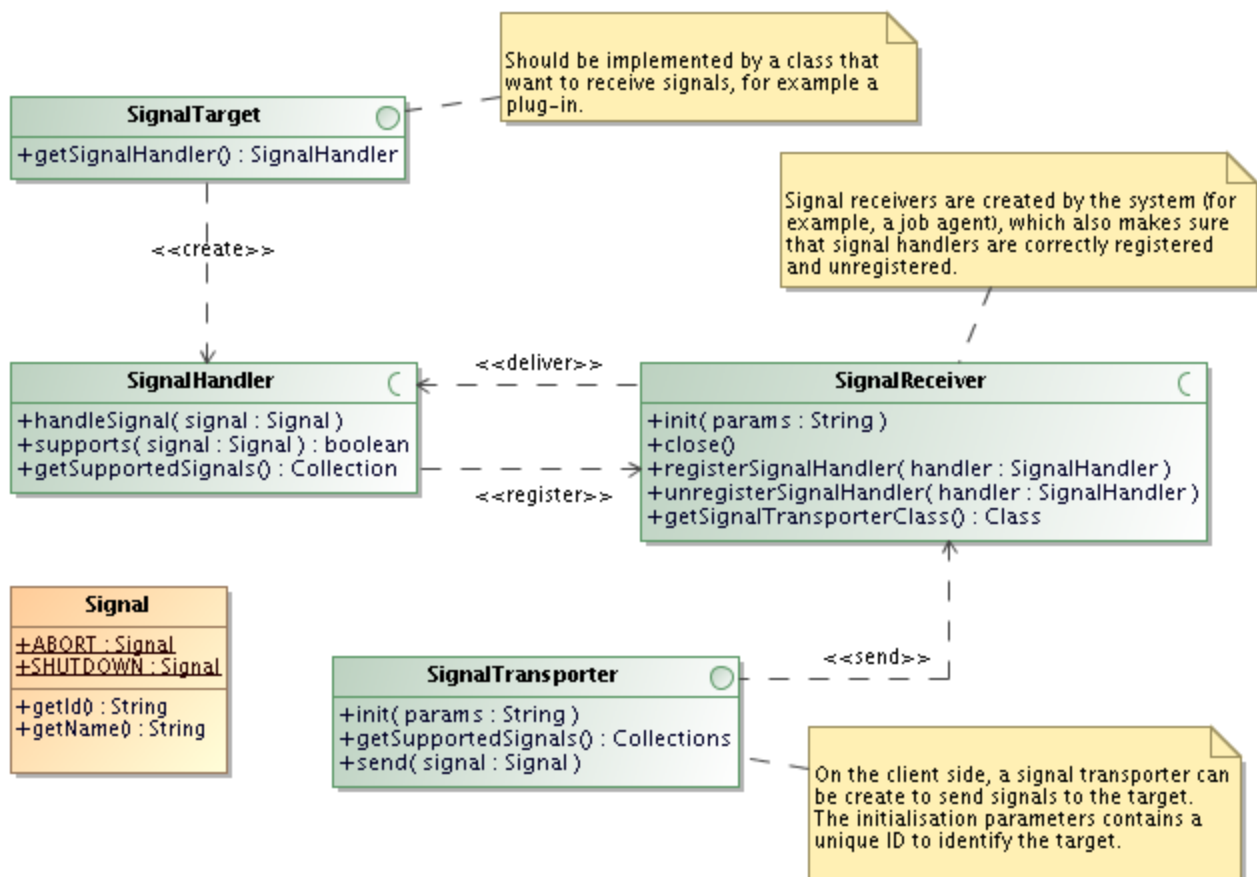 Should be implemented by a class that
want to receive signals, for example a
plug-in.
SignalTarget
+getSignalHandler() : SignalHandler
Signal receivers are created by the system (for
example, a job agent), which also makes sure
that signal handlers are correctly registered
and unregistered.
<<create>>
SignalHandler
+handleSignal( signal : Signal )
+supports( signal : Signal ) : boolean
+getSupportedSignals() : Collection
<<deliver>>
<<register>>
SignalReceiver
+init( params : String )
+close()
+registerSignalHandler( handler : SignalHandler )
+unregisterSignalHandler( handler : SignalHandler )
+getSignalTransporterClass() : Class
Signal
+ABORT : Signal
+SHUTDOWN : Signal
+getId() : String
+getName() : String
<<send>>
SignalTransporter
+init( params : String )
+getSupportedSignals() : Collections
+send( signal : Signal )
On the client side, a signal transporter can
be create to send signals to the target.
The initialisation parameters contains a
unique ID to identify the target.